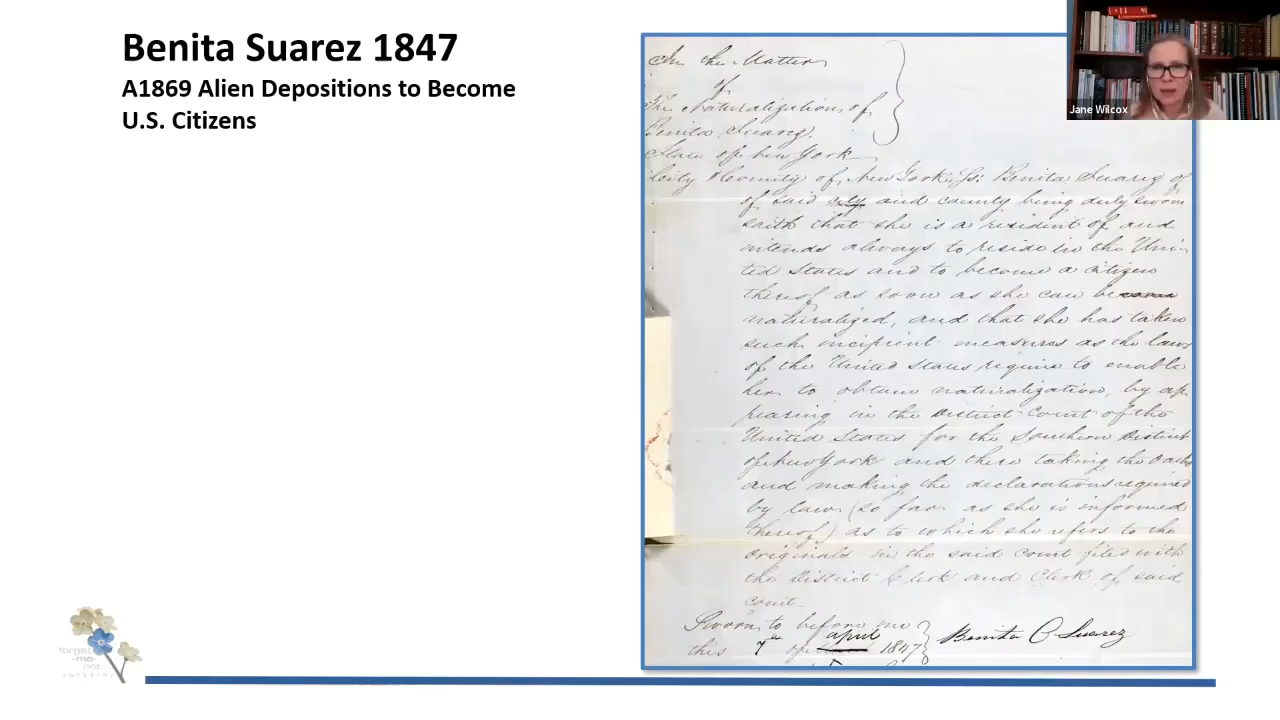 Benita Suarez 1847
A1869 Alien Depositions to Become
U.S. Citizens
Jane Wilcox
In the Matter
of
The Naturalization of
Benita Suarez.
State of New York
City & County of New York Ss: Benita Suarez of
of said city and county being duly sworn
saith that she is a resident of and
intends always to reside in the Uni-
ted States and to become a citizen
thereof as soon as she can become
naturalized, and that she has taken
such incipient measures as the laws
of the United States require to enable
her to obtain naturalization, by ap
pearing in the District Court of the
United States for the Southern District
of New York and there taking the oaths
and making the declarations required
by law (so far as she is informed
thereof) as to which she refers to the
originals in the said court filed with
the District Clerk and Clerk of said
court.
Sworn to before me
this 7th of april 1847
Benita C Suarez
forget
-me-
not
ANCESTRY